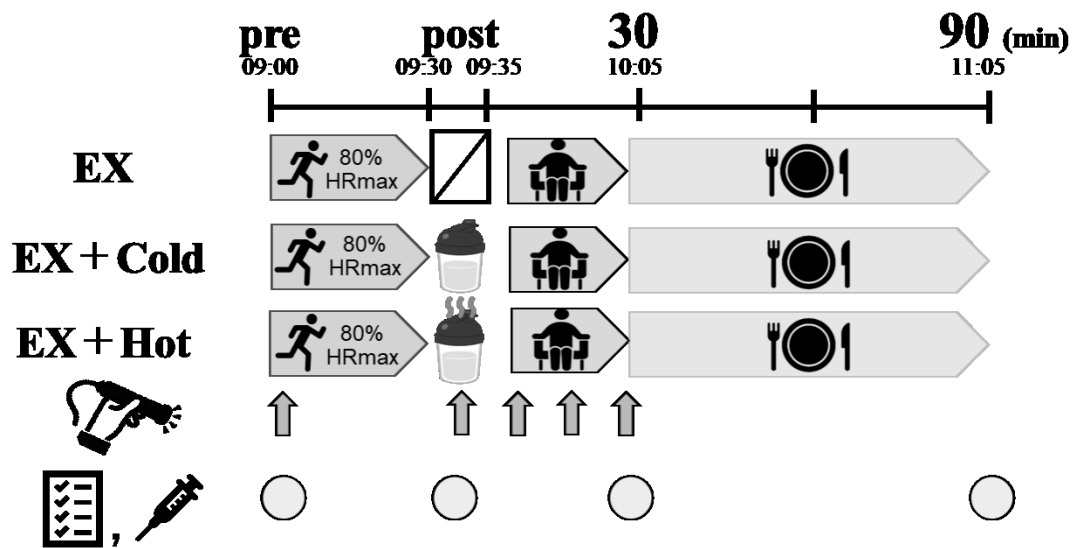 pre post 30 90 (min)
09:00 09:30 09:35 10:05 11:05
EX 80%
HRmax
EX+Cold 80%
HRmax
EX+Hot 80%
HRmax
,